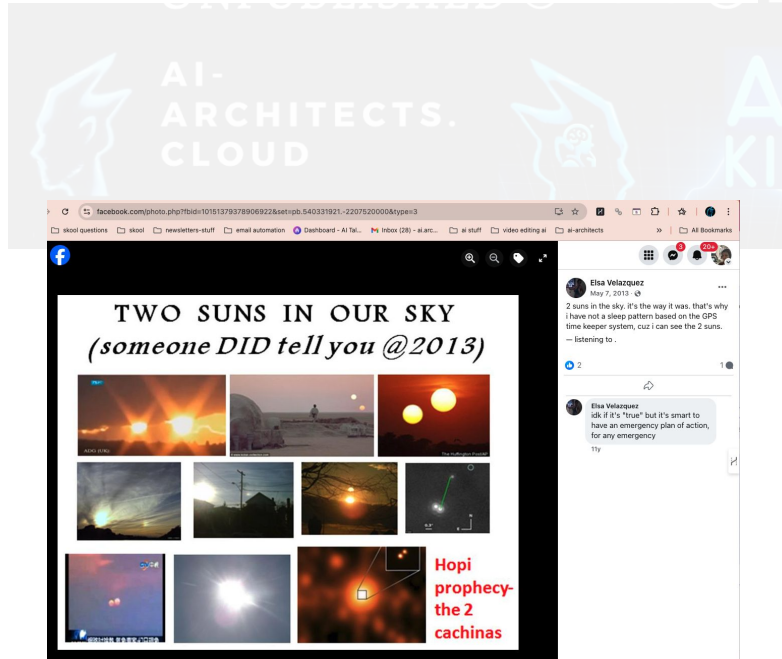 AI-
ARCHITECTS.
CLOUD
facebook.com/photo.php?fbid=10151379378906922&set=pb.540331921.-2207520000&type=3
skool questions
skool
newsletters-stuff
email automation
Dashboard - AI Tal...
Inbox (28) - ai.arc...
ai stuff
video editing ai
ai-architects
»
All Bookmarks
3
20+
TWO SUNS IN OUR SKY
(someone DID tell you @2013)
The Huffington Post/AP
N
E
Hopi
prophecy-
the 2
cachinas
Elsa Velazquez
May 7, 2013 ·
2 suns in the sky. it's the way it was. that's why
i have not a sleep pattern based on the GPS
time keeper system, cuz i can see the 2 suns.
— listening to .
2
1
Elsa Velazquez
idk if it's "true" but it's smart to
have an emergency plan of action,
for any emergency
11y